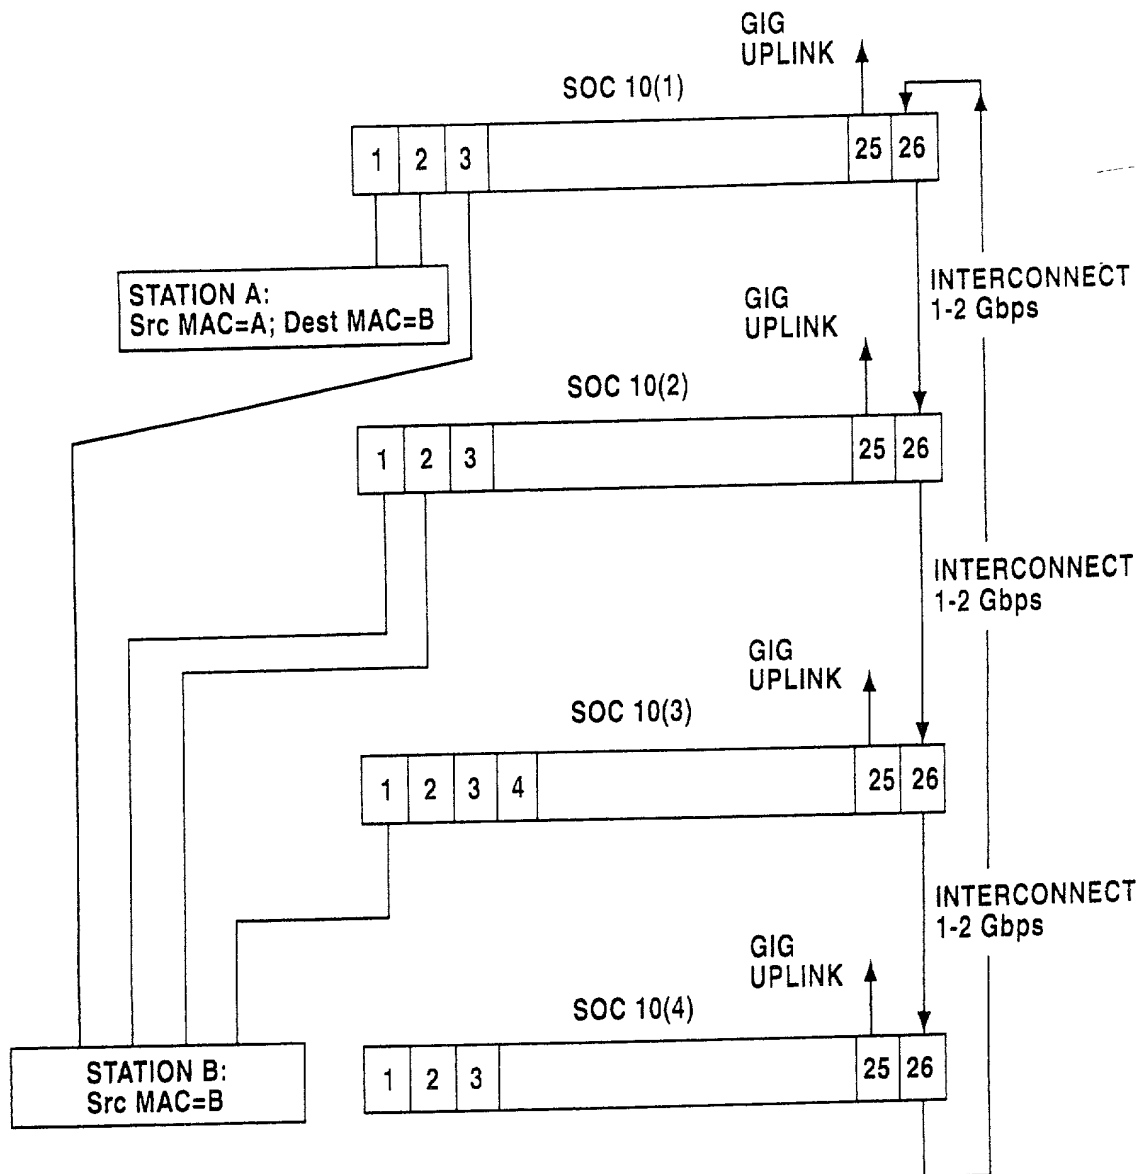 GIG
UPLINK
SOC 10(1)
1 2 3 25 26
STATION A:
Src MAC=A; Dest MAC=B
INTERCONNECT
1-2 Gbps
GIG
UPLINK
SOC 10(2)
1 2 3 25 26
INTERCONNECT
1-2 Gbps
GIG
UPLINK
SOC 10(3)
1 2 3 4 25 26
INTERCONNECT
1-2 Gbps
GIG
UPLINK
SOC 10(4)
1 2 3 25 26
STATION B:
Src MAC=B